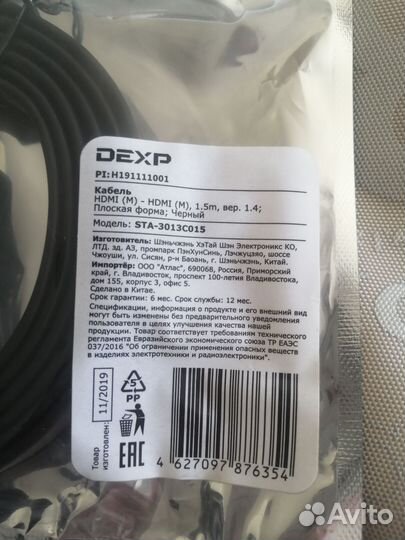 DEXP
PI:H191111001
Кабель
HDMI (M) - HDMI (M), 1.5m, вер. 1.4;
Плоская форма; Черный
Модель: STA-3013C015
Изготовитель: Шэньчжэнь ХэТай Шэн Электроникс КО,
ЛТД. зд. A3, промпарк ПэнХунСинь, Лэчжуцзяо, шоссе
Чжоуши, ул. Сисян, р-н Баоань, г. Шэньчжэнь, Китай.
Импортёр: ООО "Атлас", 690068, Россия, Приморский
край, г. Владивосток, проспект 100-летия Владивостока,
дом 155, корпус 3, офис 5.
Сделано в Китае.
Срок гарантии: 6 мес. Срок службы: 12 мес.
Спецификации, информация о продукте и его внешний вид
могут быть изменены без предварительного уведомления
пользователя в целях улучшения качества нашей
продукции. Товар соответствует требованиям технического
регламента Евразийского экономического союза ТР ЕАЭС
037/2016 "Об ограничении применения опасных веществ
в изделиях электротехники и радиоэлектроники".
Товар
изготовлен:
11/2019
5
PP
EAC
4 627097 876354
Avito